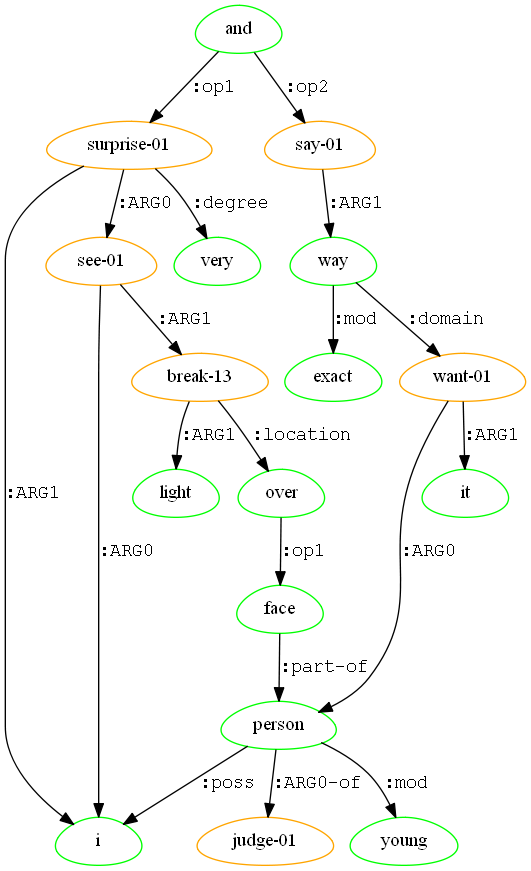 and
:op1 :op2
surprise-01 say-01
:ARG0 :degree :ARG1
see-01 very way
:ARG1 :mod :domain
break-13 exact want-01
:ARG1 :location :ARG1
:ARG1 light over it
:ARG0 :op1 :ARG0
face
:part-of
person
:poss :ARG0-of :mod
i judge-01 young